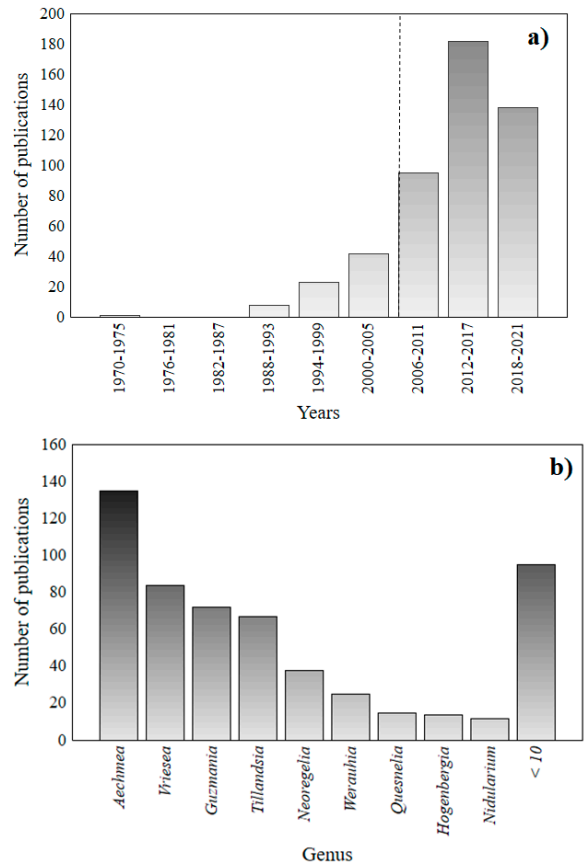 a)
Number of publications
200
180
160
140
120
100
80
60
40
20
0
1970-1975
1976-1981
1982-1987
1988-1993
1994-1999
2000-2005
2006-2011
2012-2017
2018-2021
Years
b)
Number of publications
160
140
120
100
80
60
40
20
0
Aechmea
Vriesea
Guzmania
Tillandsia
Neoregelia
Werauhia
Quesnelia
Hogenbergia
Nidularium
< 10
Genus